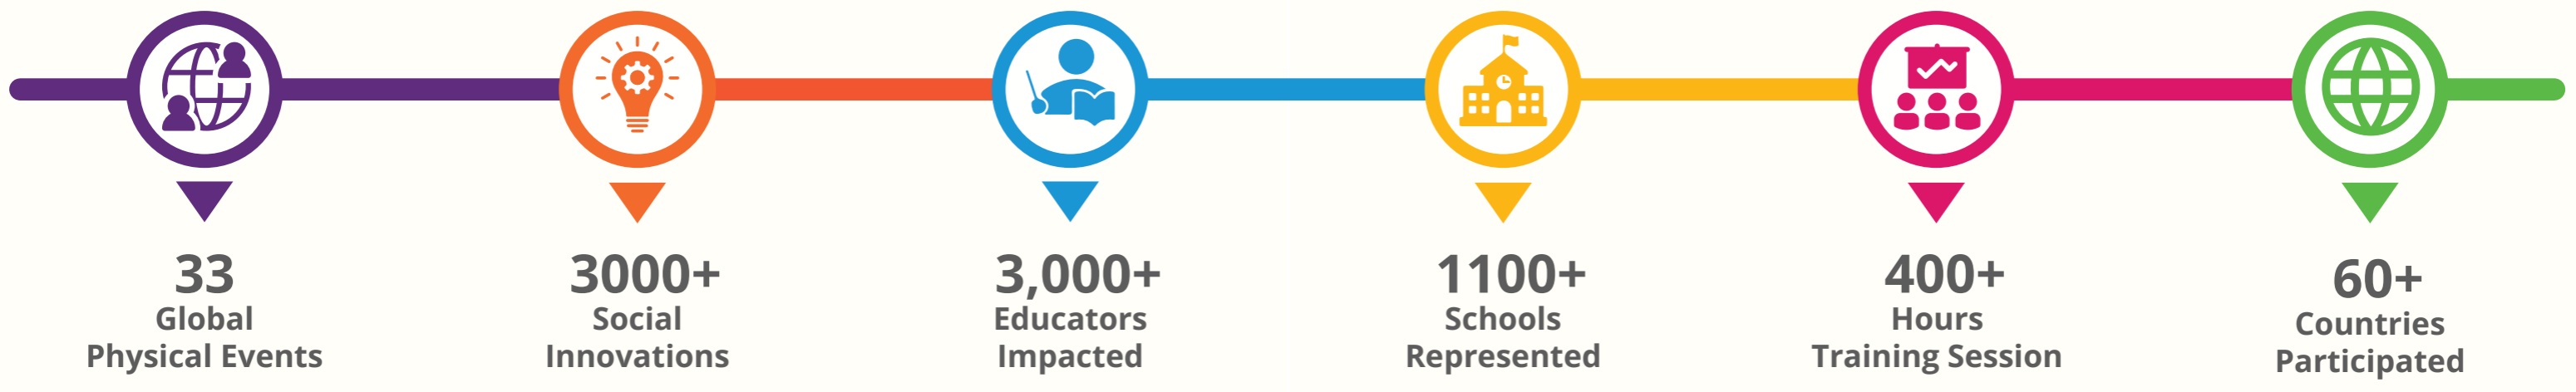 33
Global
Physical Events
3000+
Social
Innovations
3,000+
Educators
Impacted
1100+
Schools
Represented
400+
Hours
Training Session
60+
Countries
Participated